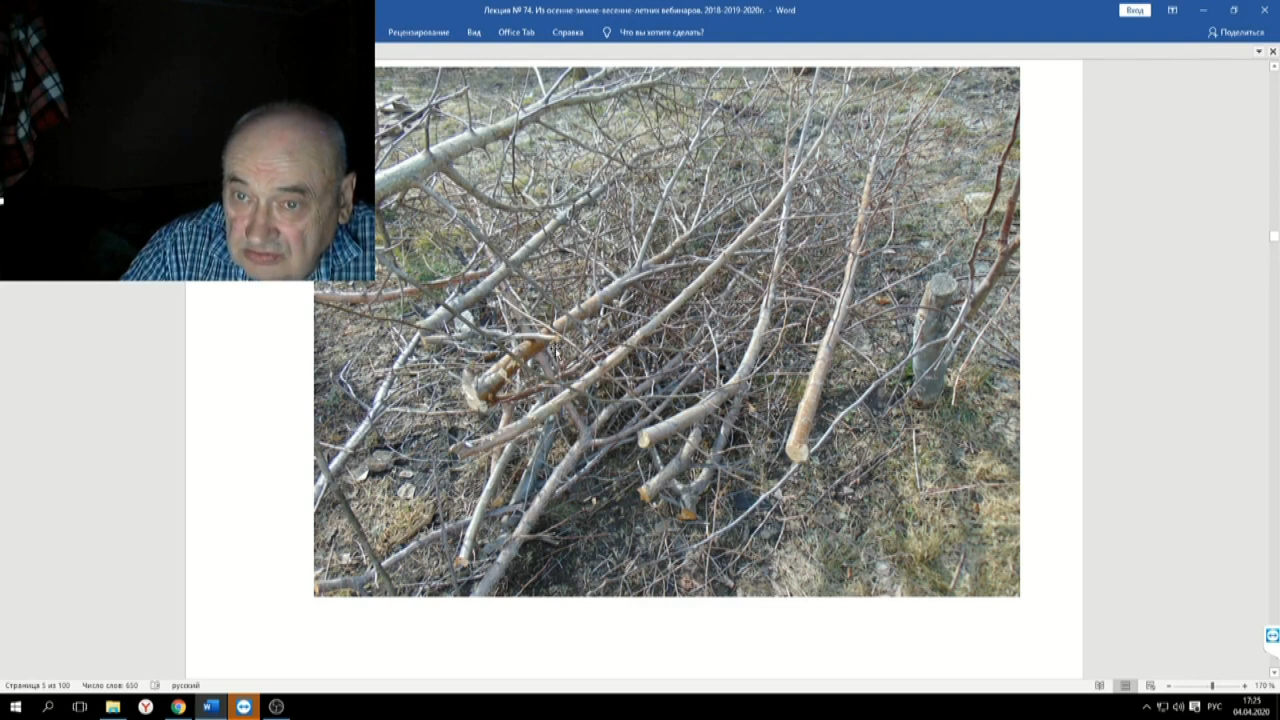 Лекция № 74. Из осенне-зимне-весенне-летних вебинаров. 2018-2019-2020г. - Word
Вход
Рецензирование Вид Office Tab Справка Что вы хотите сделать? Поделиться
Страница 5 из 100 Число слов: 650 русский 170 %
РУС 17:25
04.04.2020